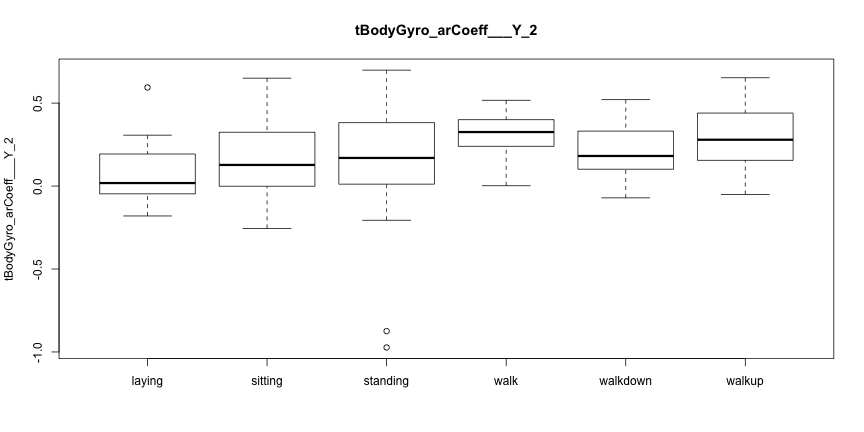 tBodyGyro_arCoeff___Y_2
tBodyGyro_arCoeff___Y_2
0.5
0.0
-0.5
-1.0
laying sitting standing walk walkdown walkup